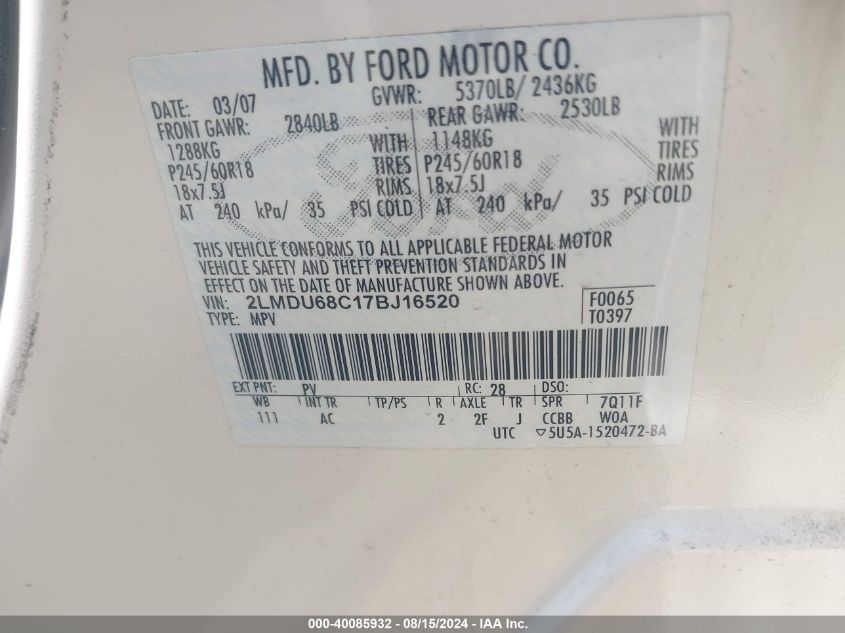 MFD. BY FORD MOTOR CO.
DATE: 03/07 GVWR: 5370LB/ 2436KG
FRONT GAWR: 2840LB REAR GAWR: 2530LB
1288KG WITH 1148KG WITH
P245/60R18 TIRES P245/60R18 TIRES
18x7.5J RIMS 18x7.5J RIMS
AT 240 kPa/ 35 PSI COLD AT 240 kPa/ 35 PSI COLD
THIS VEHICLE CONFORMS TO ALL APPLICABLE FEDERAL MOTOR
VEHICLE SAFETY AND THEFT PREVENTION STANDARDS IN
EFFECT ON THE DATE OF MANUFACTURE SHOWN ABOVE.
VIN: 2LMDU68C17BJ16520 F0065
TYPE: MPV T0397
EXT PNT: PV RC: 28 DSO:
WB INT TR TP/PS R AXLE TR SPR 7Q11F
111 AC 2 2F J CCBB WOA
UTC ▽5U5A-1520472-BA
Ford
000-40085932 - 08/15/2024 - IAA Inc.